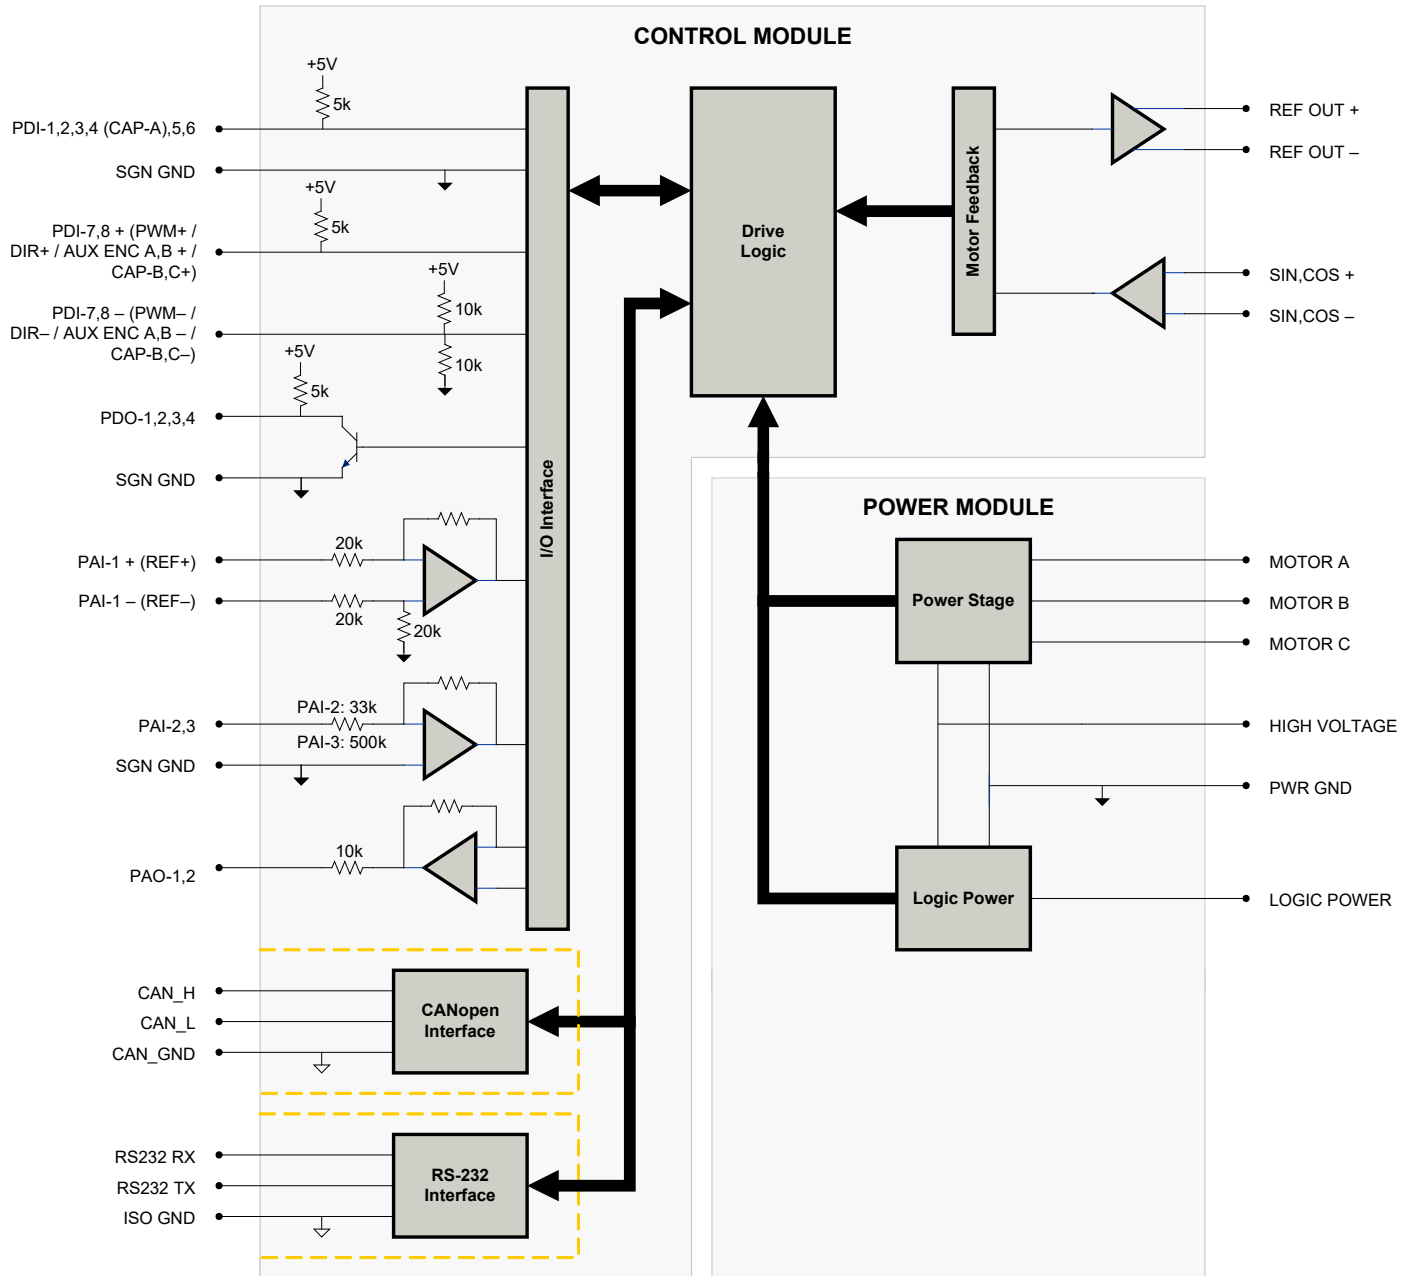 CONTROL MODULE
+5V
5k
PDI-1,2,3,4 (CAP-A),5,6
SGN GND
+5V
5k
PDI-7,8 + (PWM+ /
DIR+ / AUX ENC A,B + /
CAP-B,C+)
+5V
10k
10k
PDI-7,8 – (PWM– /
DIR– / AUX ENC A,B – /
CAP-B,C–)
+5V
5k
PDO-1,2,3,4
SGN GND
20k
PAI-1 + (REF+)
PAI-1 – (REF–)
20k
20k
PAI-2: 33k
PAI-2,3
PAI-3: 500k
SGN GND
10k
PAO-1,2
I/O Interface
Drive
Logic
Motor Feedback
REF OUT +
REF OUT –
SIN,COS +
SIN,COS –
POWER MODULE
Power Stage
MOTOR A
MOTOR B
MOTOR C
HIGH VOLTAGE
PWR GND
Logic Power
LOGIC POWER
CAN_H
CAN_L
CAN_GND
CANopen
Interface
RS232 RX
RS232 TX
ISO GND
RS-232
Interface